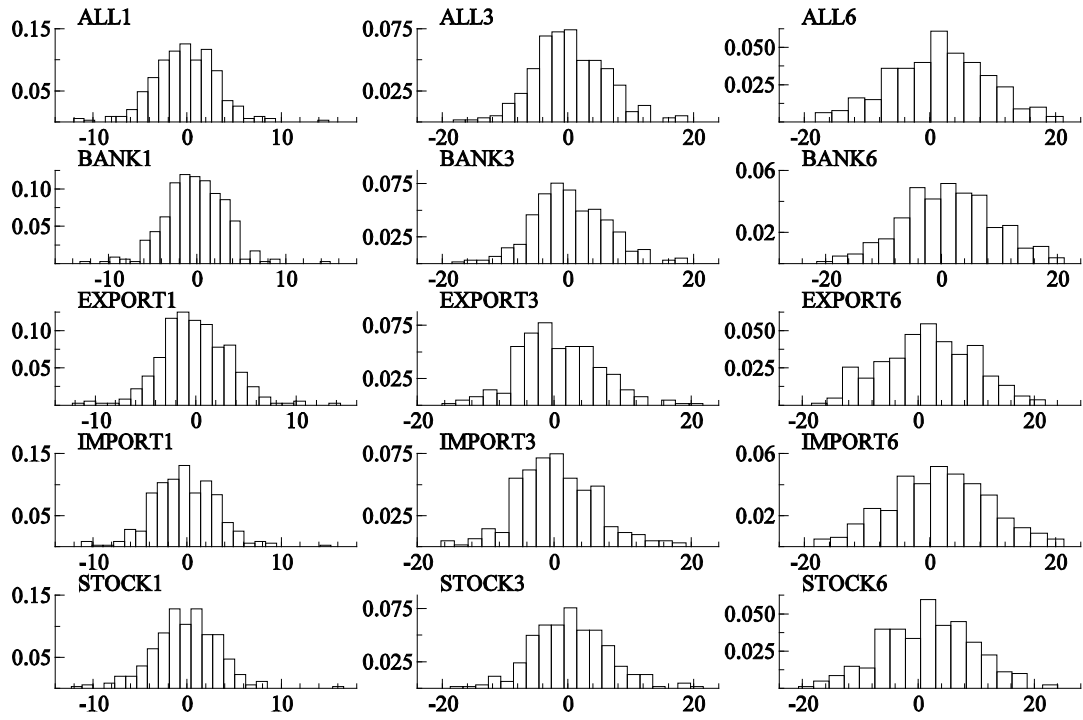 ALL1 ALL3 ALL6
0.15 0.075 0.050
0.05 0.025 0.025
-10 0 10 -20 0 20 -20 0 20
BANK1 BANK3 BANK6
0.10 0.075 0.06
0.05 0.025 0.02
-10 0 10 -20 0 20 -20 0 20
EXPORT1 EXPORT3 EXPORT6
0.10 0.075 0.050
0.05 0.025 0.025
-10 0 10 -20 -10 0 10 20 -20 0 20
IMPORT1 IMPORT3 IMPORT6
0.15 0.075 0.06
0.05 0.025 0.02
-10 0 10 -20 -10 0 10 20 -20 0 20
STOCK1 STOCK3 STOCK6
0.15 0.075 0.050
0.05 0.025 0.025
-10 0 10 -20 0 20 -20 0 20